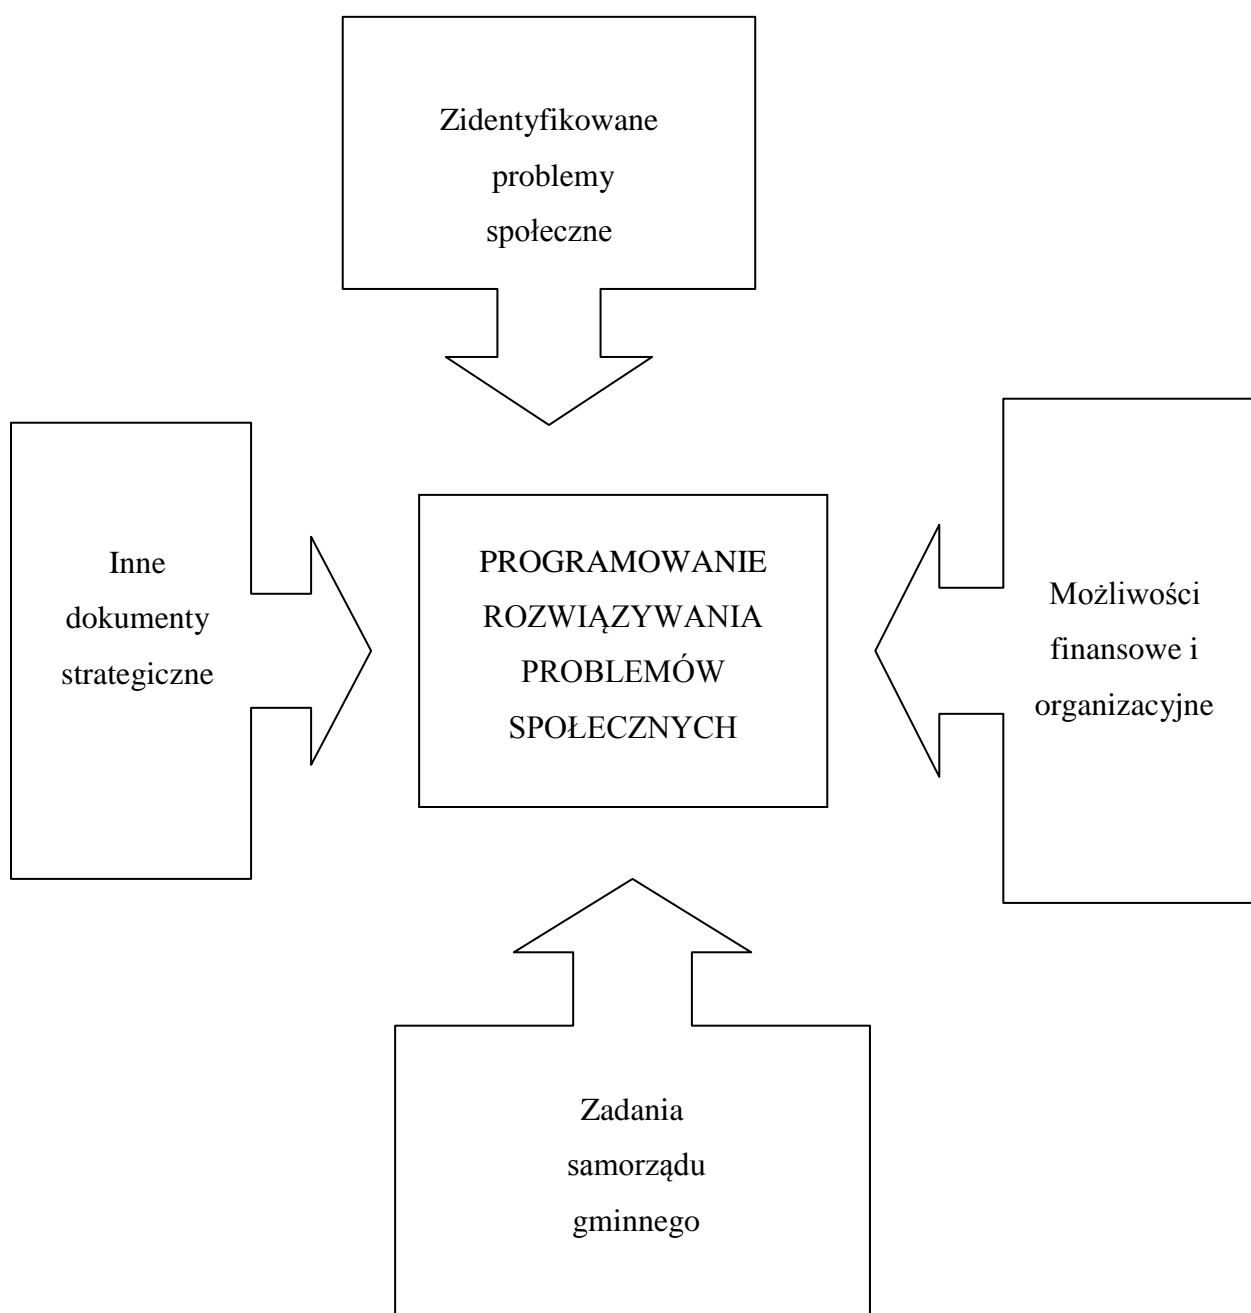 Zidentyfikowane
problemy
społeczne
Inne
dokumenty
strategiczne
PROGRAMOWANIE
ROZWIĄZYWANIA
PROBLEMÓW
SPOŁECZNYCH
Możliwości
finansowe i
organizacyjne
Zadania
samorządu
gminnego